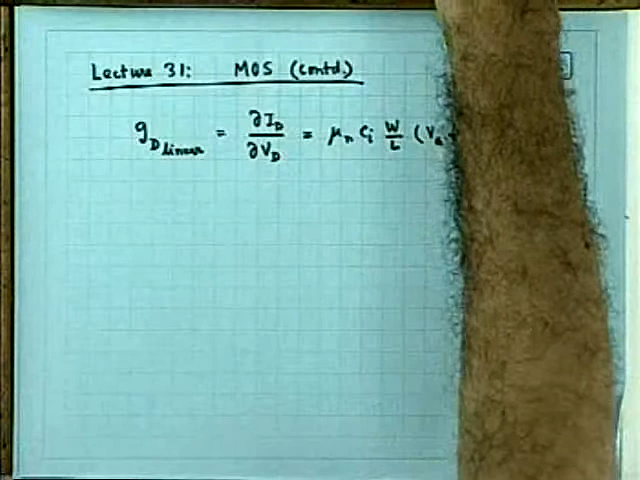 Lecture 31: MOS (contd.)
g_D linear = ∂I_D / ∂V_D = μ_n C_i W/L (V_G